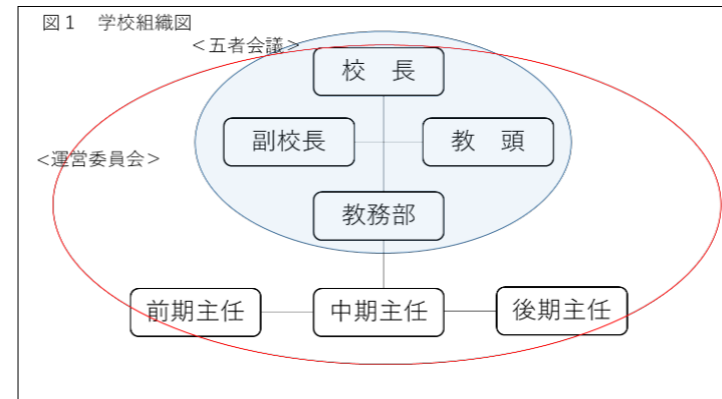 図1 学校組織図
<五者会議>
校 長
副校長
教 頭
<運営委員会>
教務部
前期主任
中期主任
後期主任